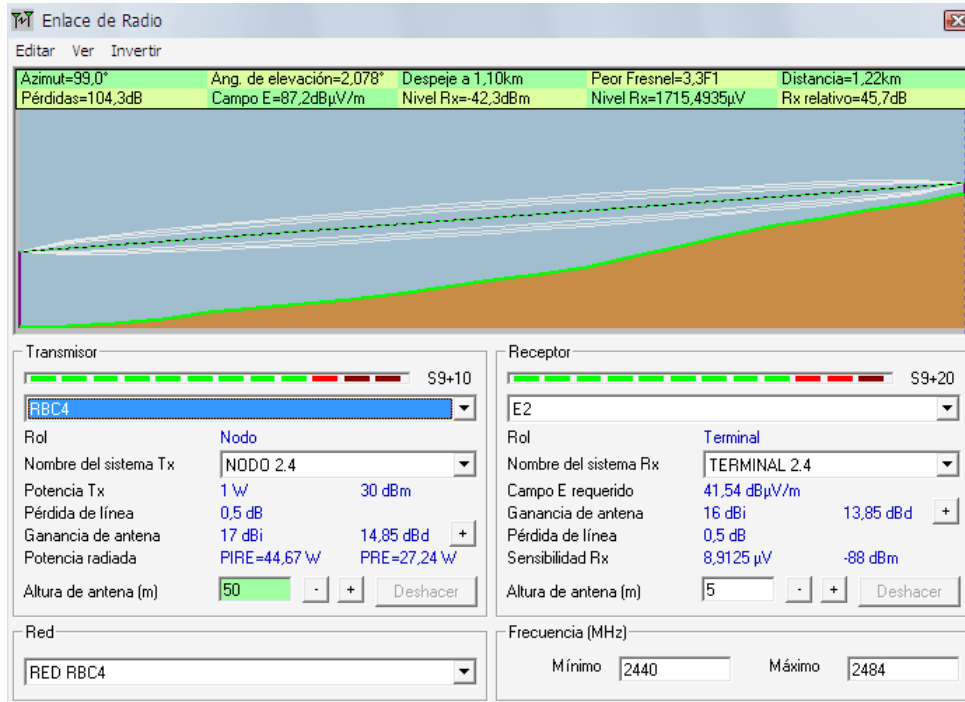 Enlace de Radio
Editar Ver Invertir
Azimut=99,0° Ang. de elevación=2,078° Despeje a 1,10km Peor Fresnel=3,3F1 Distancia=1,22km
Pérdidas=104,3dB Campo E=87,2dBµV/m Nivel Rx=-42,3dBm Nivel Rx=1715,4935µV Rx relativo=45,7dB
Transmisor
S9+10
RBC4
Rol Nodo
Nombre del sistema Tx NODO 2.4
Potencia Tx 1 W 30 dBm
Pérdida de línea 0,5 dB
Ganancia de antena 17 dBi 14,85 dBd +
Potencia radiada PIRE=44,67 W PRE=27,24 W
Altura de antena (m) 50 - + Deshacer
Red
RED RBC4
Receptor
S9+20
E2
Rol Terminal
Nombre del sistema Rx TERMINAL 2.4
Campo E requerido 41,54 dBµV/m
Ganancia de antena 16 dBi 13,85 dBd +
Pérdida de línea 0,5 dB
Sensibilidad Rx 8,9125 µV -88 dBm
Altura de antena (m) 5 - + Deshacer
Frecuencia (MHz)
Mínimo 2440 Máximo 2484